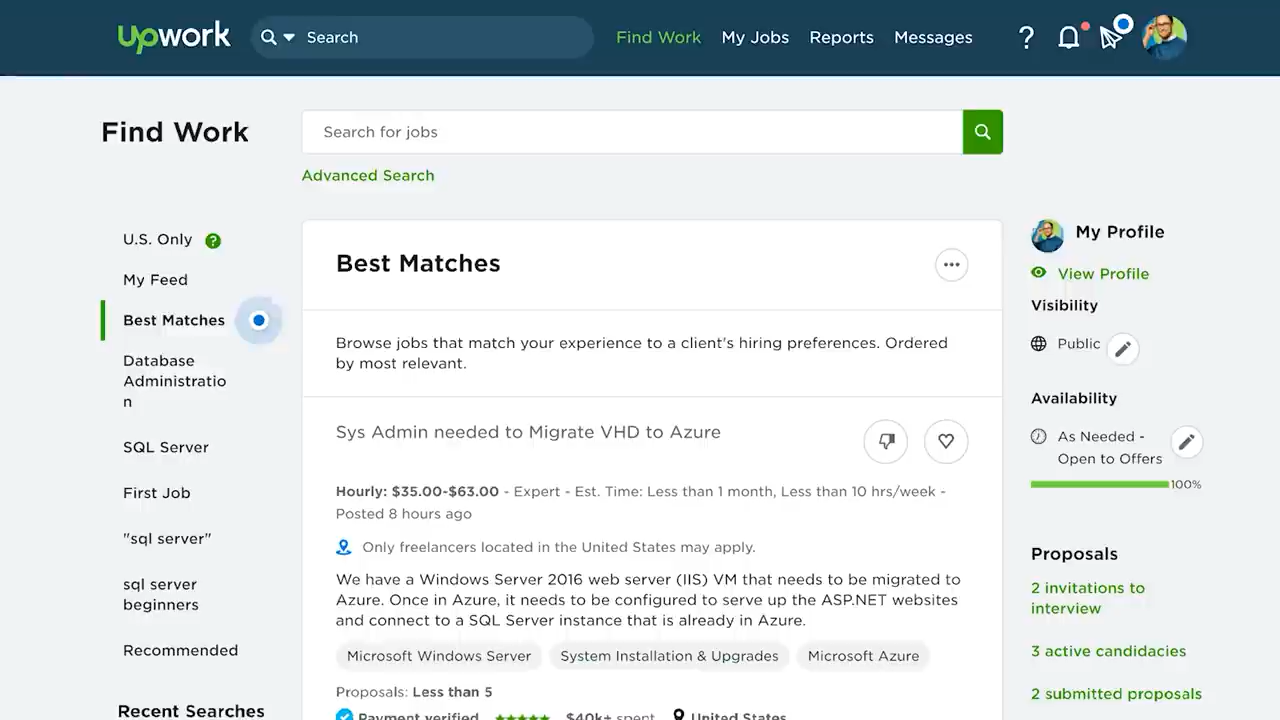 upwork
Search
Find Work
My Jobs
Reports
Messages
?
Find Work
Search for jobs
Advanced Search
U.S. Only ?
My Feed
Best Matches
Database
Administratio
n
SQL Server
First Job
"sql server"
sql server
beginners
Recommended
Recent Searches
Best Matches
Browse jobs that match your experience to a client's hiring preferences. Ordered
by most relevant.
Sys Admin needed to Migrate VHD to Azure
Hourly: $35.00-$63.00 - Expert - Est. Time: Less than 1 month, Less than 10 hrs/week -
Posted 8 hours ago
Only freelancers located in the United States may apply.
We have a Windows Server 2016 web server (IIS) VM that needs to be migrated to
Azure. Once in Azure, it needs to be configured to serve up the ASP.NET websites
and connect to a SQL Server instance that is already in Azure.
Microsoft Windows Server
System Installation & Upgrades
Microsoft Azure
Proposals: Less than 5
Payment verified $40k+ spent United States
My Profile
View Profile
Visibility
Public
Availability
As Needed -
Open to Offers
100%
Proposals
2 invitations to
interview
3 active candidacies
2 submitted proposals